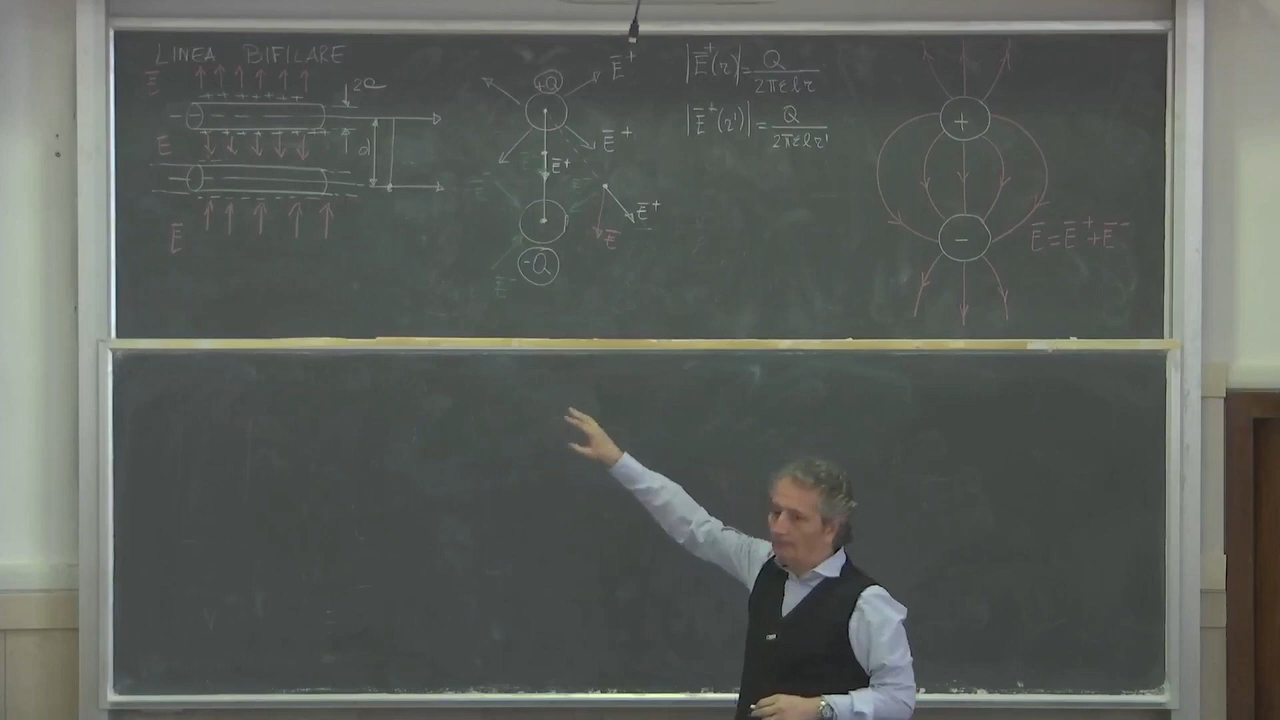 LINEA BIFILARE
E̅
2a
E
d
E̅
+Q
E̅⁺
E̅⁺
E̅⁺
E̅⁻
E̅⁺
E̅
-Q
E̅⁻
|E̅⁺(r)|= Q/2πεlr
|E̅⁺(r')|= Q/2πεlr'
+
−
E̅=E̅⁺+E̅⁻